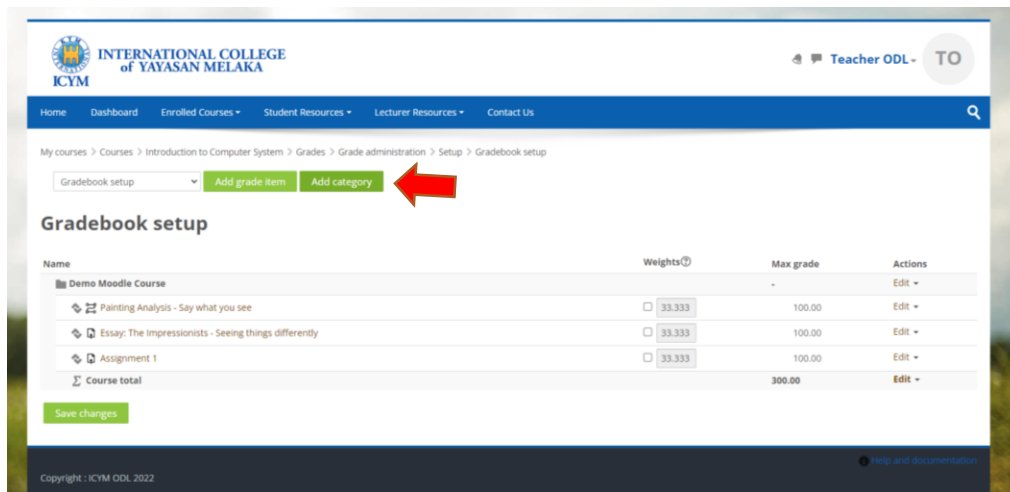 INTERNATIONAL COLLEGE
of YAYASAN MELAKA
ICYM
Teacher ODL
TO
Home Dashboard Enrolled Courses Student Resources Lecturer Resources Contact Us
My courses > Courses > Introduction to Computer System > Grades > Grade administration > Setup > Gradebook setup
Gradebook setup Add grade item Add category
Gradebook setup
Name Weights Max grade Actions
Demo Moodle Course - Edit
Painting Analysis - Say what you see 33.333 100.00 Edit
Essay: The Impressionists - Seeing things differently 33.333 100.00 Edit
Assignment 1 33.333 100.00 Edit
∑ Course total 300.00 Edit
Save changes
Help and documentation
Copyright : ICYM ODL 2022